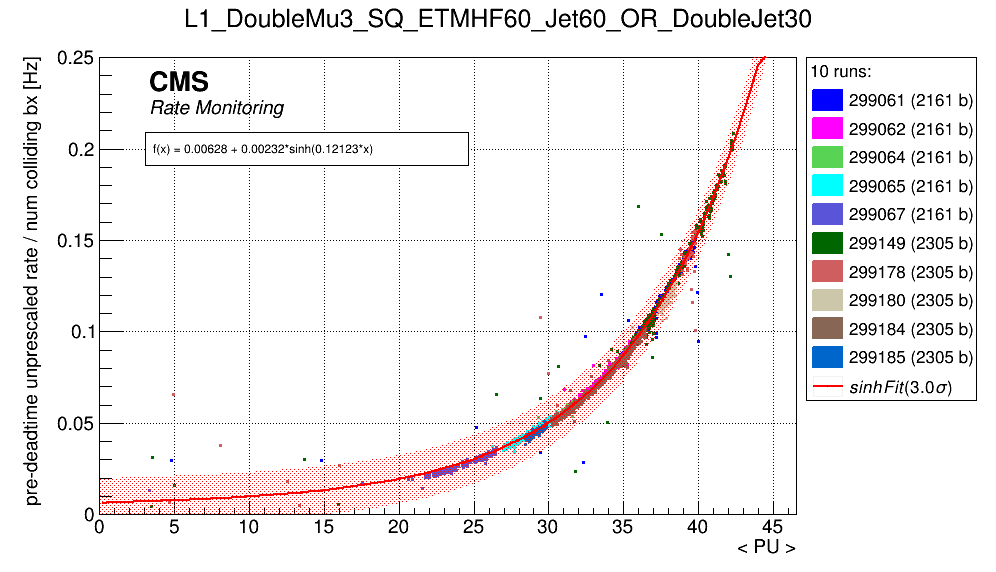 L1_DoubleMu3_SQ_ETMHF60_Jet60_OR_DoubleJet30
pre-deadtime unprescaled rate / num colliding bx [Hz]
0.25
0.2
0.15
0.1
0.05
0
CMS
Rate Monitoring
f(x) = 0.00628 + 0.00232*sinh(0.12123*x)
0 5 10 15 20 25 30 35 40 45
< PU >
10 runs:
299061 (2161 b)
299062 (2161 b)
299064 (2161 b)
299065 (2161 b)
299067 (2161 b)
299149 (2305 b)
299178 (2305 b)
299180 (2305 b)
299184 (2305 b)
299185 (2305 b)
sinhFit(3.0σ)